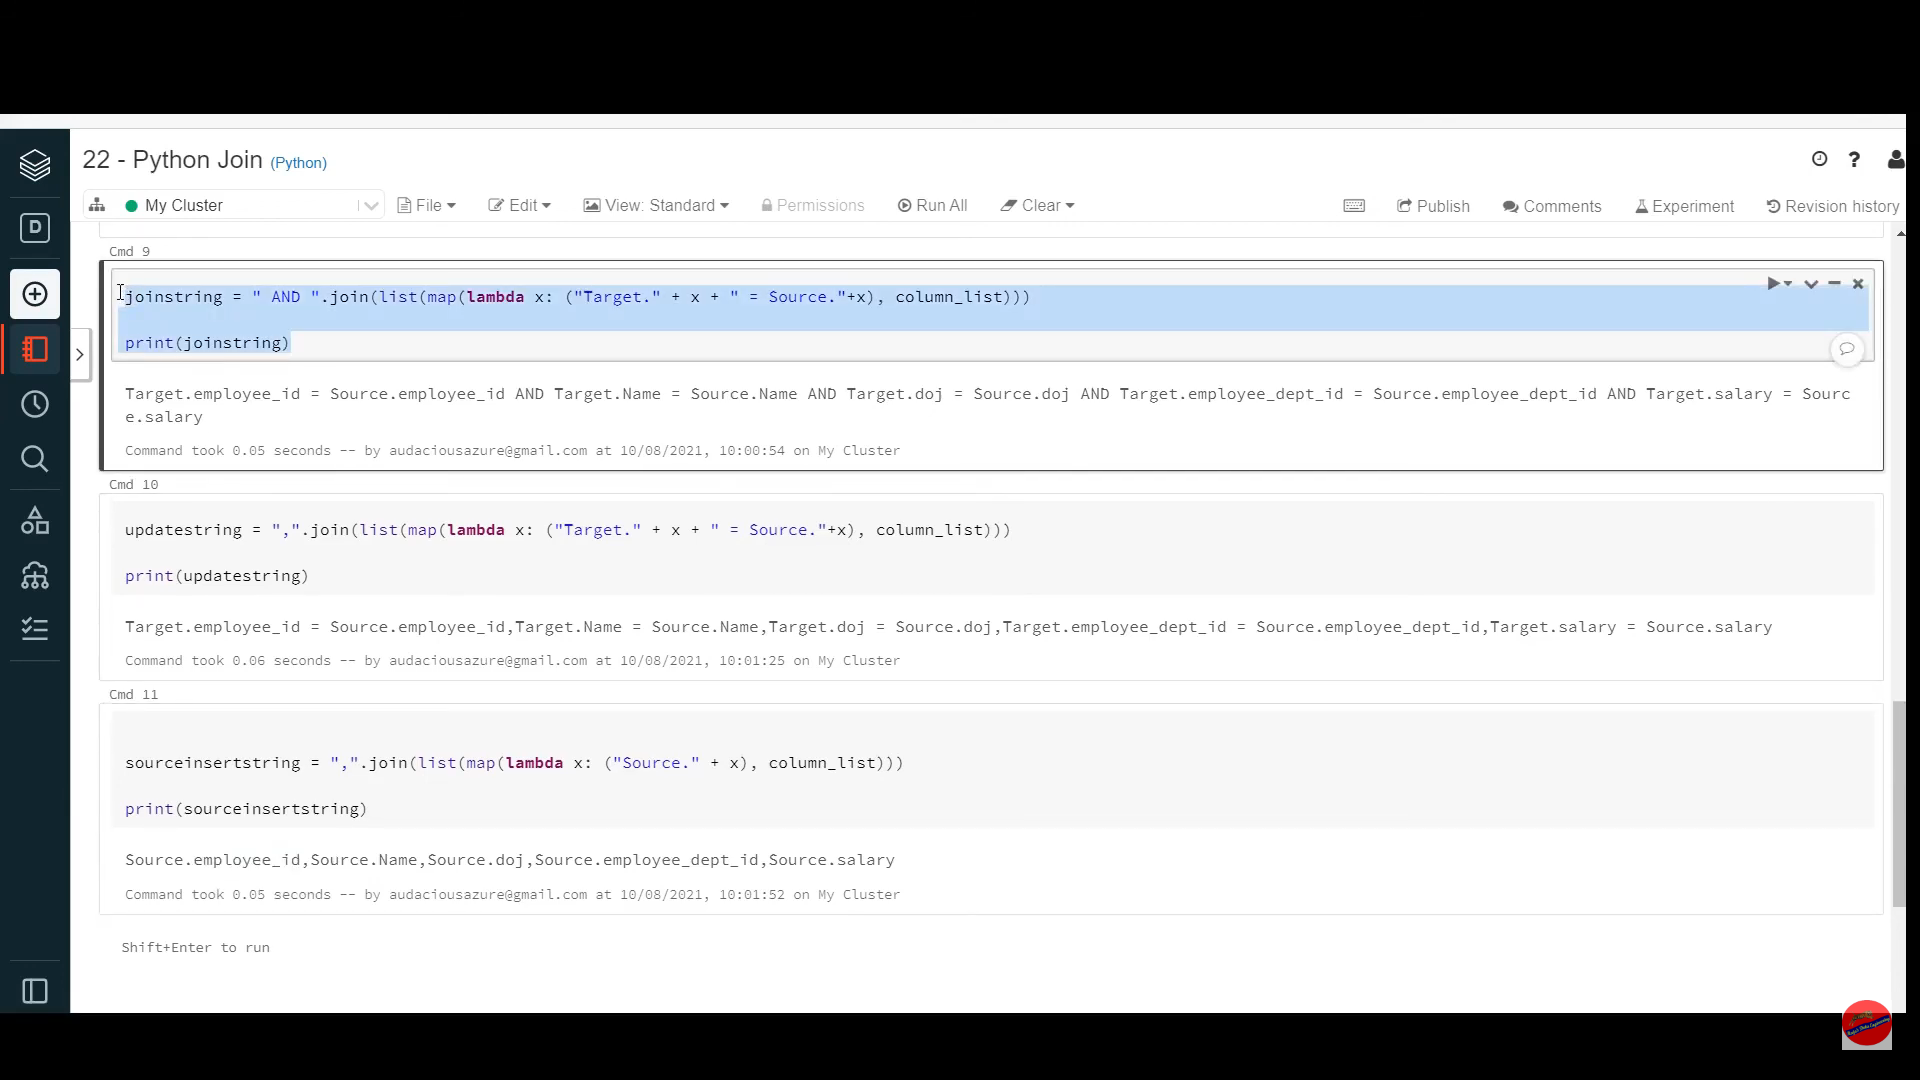 22 - Python Join (Python)
My Cluster File Edit View: Standard Permissions Run All Clear Publish Comments Experiment Revision history
D
Cmd 9
joinstring = " AND ".join(list(map(lambda x: ("Target." + x + " = Source."+x), column_list)))
print(joinstring)
Target.employee_id = Source.employee_id AND Target.Name = Source.Name AND Target.doj = Source.doj AND Target.employee_dept_id = Source.employee_dept_id AND Target.salary = Sourc
e.salary
Command took 0.05 seconds -- by audaciousazure@gmail.com at 10/08/2021, 10:00:54 on My Cluster
Cmd 10
updatestring = ",".join(list(map(lambda x: ("Target." + x + " = Source."+x), column_list)))
print(updatestring)
Target.employee_id = Source.employee_id,Target.Name = Source.Name,Target.doj = Source.doj,Target.employee_dept_id = Source.employee_dept_id,Target.salary = Source.salary
Command took 0.06 seconds -- by audaciousazure@gmail.com at 10/08/2021, 10:01:25 on My Cluster
Cmd 11
sourceinsertstring = ",".join(list(map(lambda x: ("Source." + x), column_list)))
print(sourceinsertstring)
Source.employee_id,Source.Name,Source.doj,Source.employee_dept_id,Source.salary
Command took 0.05 seconds -- by audaciousazure@gmail.com at 10/08/2021, 10:01:52 on My Cluster
Shift+Enter to run